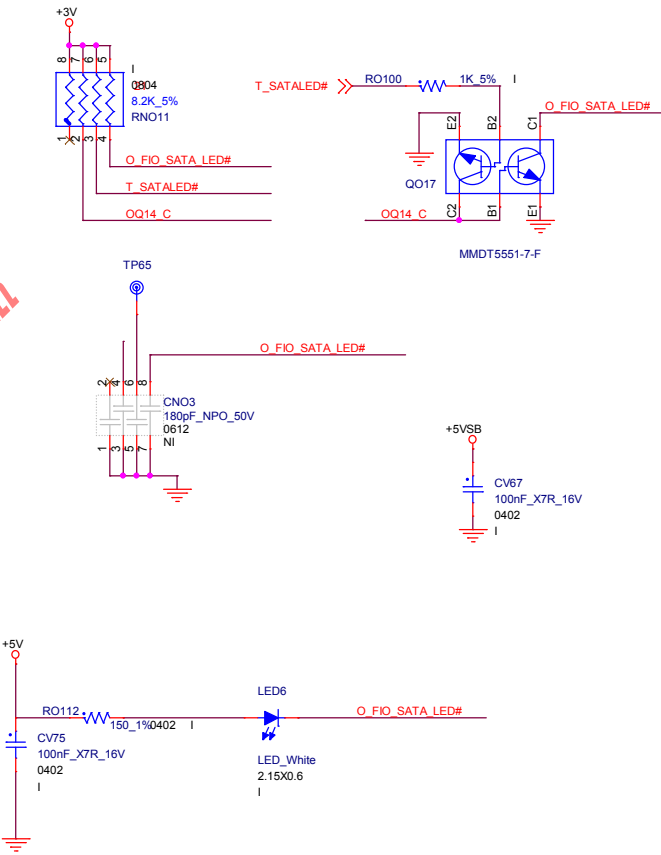 +3V
8
7
6
5
I
0804
8.2K_5%
RNO11
1
2
3
4
O_FIO_SATA_LED#
T_SATALED#
OQ14_C
T_SATALED#
RO100
1K_5%
I
O_FIO_SATA_LED#
E2
B2
C1
QO17
C2
B1
E1
OQ14_C
MMDT5551-7-F
TP65
O_FIO_SATA_LED#
2
4
6
8
CNO3
180pF_NPO_50V
0612
NI
1
3
5
7
+5VSB
CV67
100nF_X7R_16V
0402
I
+5V
RO112
150_1%
0402
I
LED6
O_FIO_SATA_LED#
LED_White
2.15X0.6
I
CV75
100nF_X7R_16V
0402
I